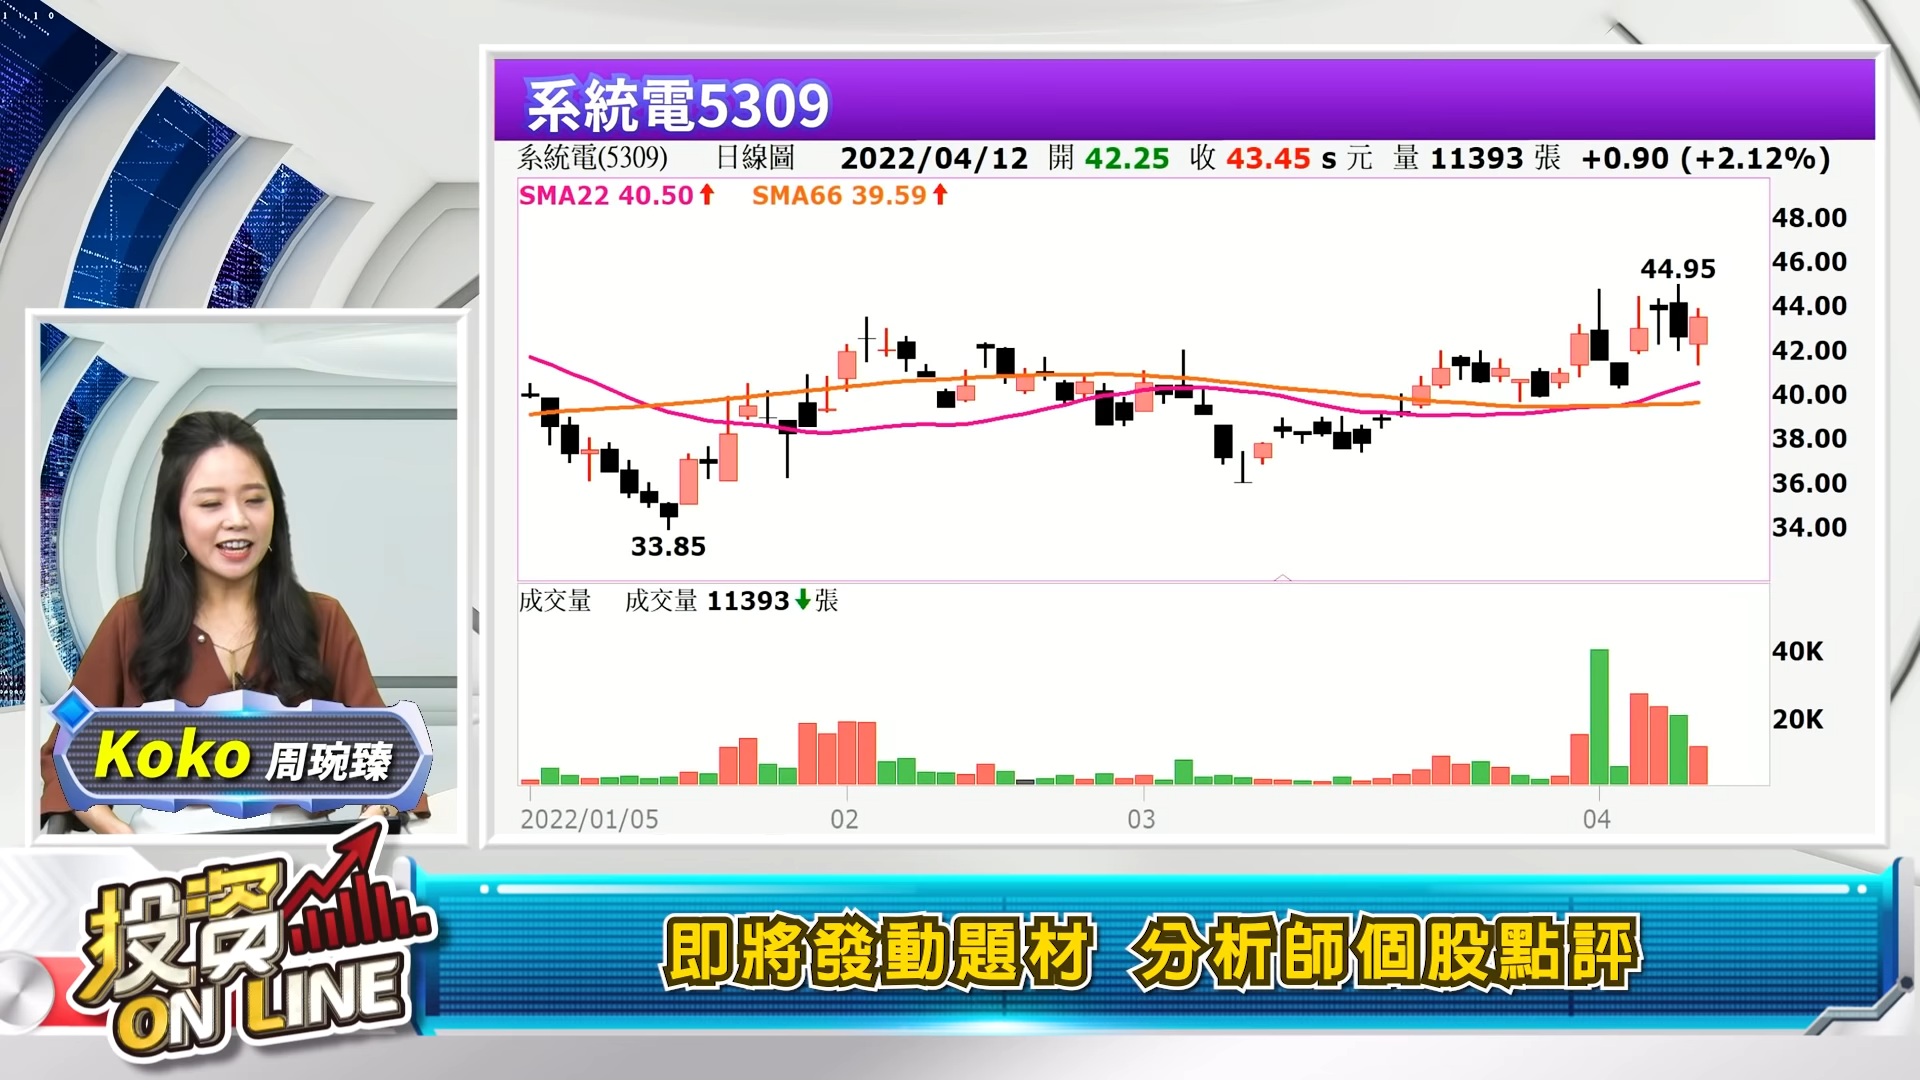 1 1 1 0
系統電5309
系統電(5309) 日線圖 2022/04/12 開 42.25 收 43.45 s 元 量 11393 張 +0.90 (+2.12%)
SMA22 40.50↑ SMA66 39.59↑
48.00
46.00
44.95
44.00
42.00
40.00
38.00
36.00
34.00
33.85
成交量 成交量 11393↓張
40K
20K
2022/01/05 02 03 04
Koko 周琬臻
投資
ON LINE
即將發動題材 分析師個股點評